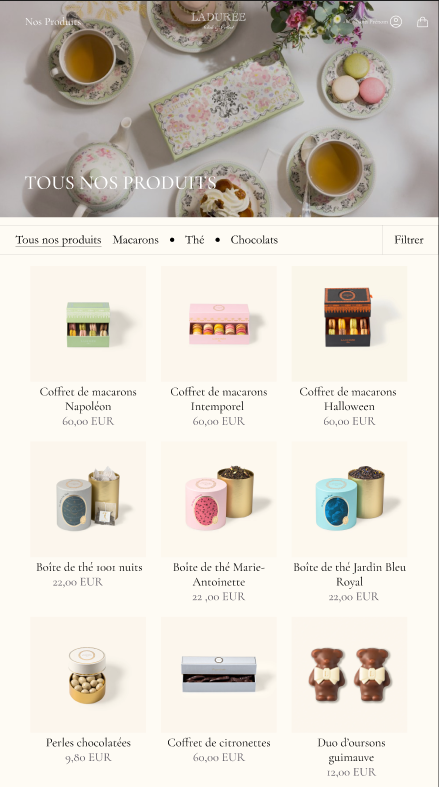 Nos Produits
LADURÉE
TOUS NOS PRODUITS
Tous nos produits Macarons • Thé • Chocolats Filtrer
Coffret de macarons
Napoléon
60,00 EUR
Coffret de macarons
Intemporel
60,00 EUR
Coffret de macarons
Halloween
60,00 EUR
Boîte de thé 1001 nuits
22,00 EUR
Boîte de thé Marie-
Antoinette
22 ,00 EUR
Boîte de thé Jardin Bleu
Royal
22,00 EUR
Perles chocolatées
9,80 EUR
Coffret de citronettes
60,00 EUR
Duo d'oursons
guimauve
12,00 EUR